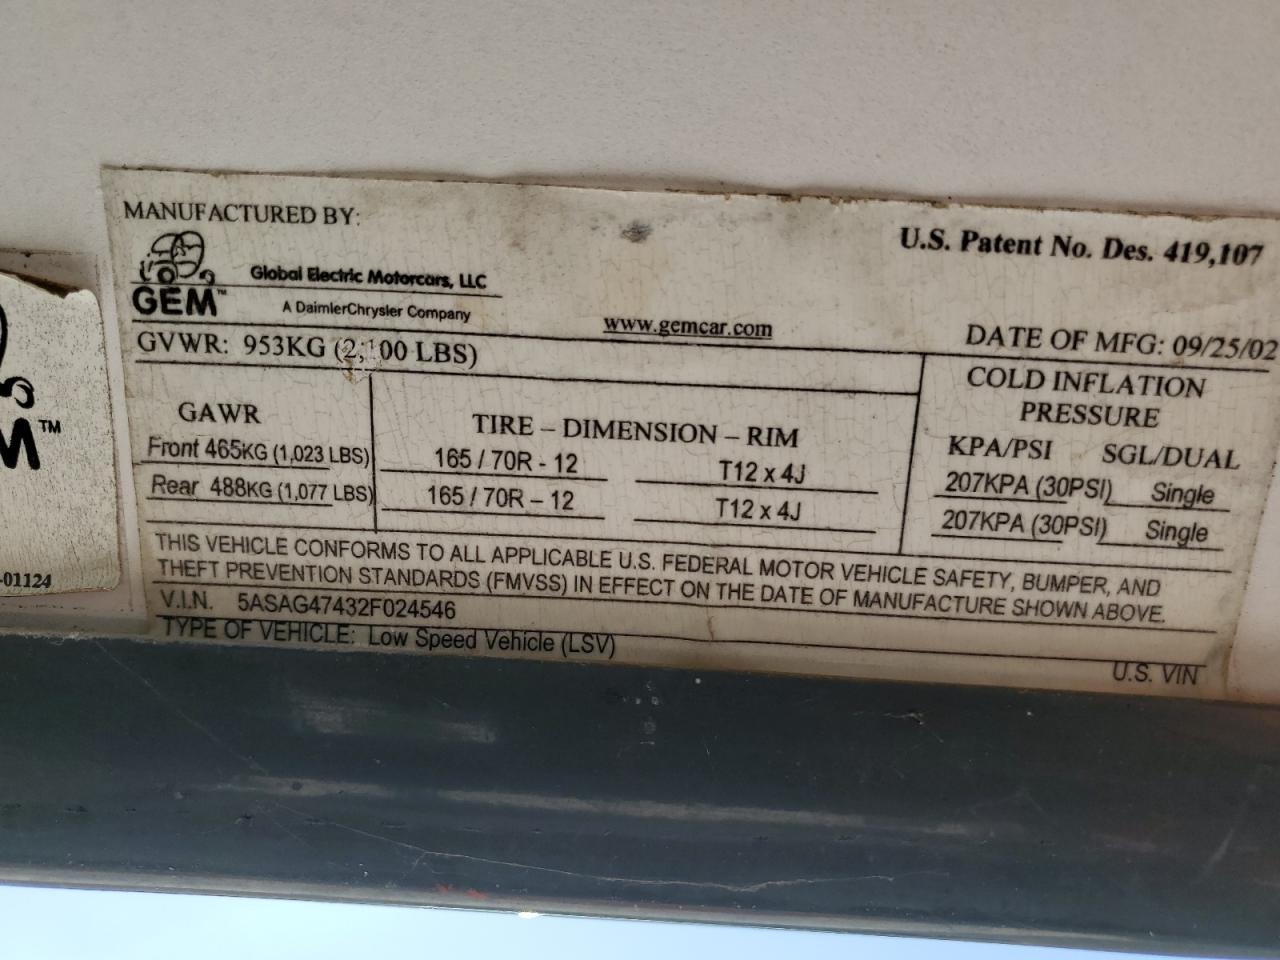 MANUFACTURED BY:
GEM™
Global Electric Motorcars, LLC
A DaimlerChrysler Company
www.gemcar.com
U.S. Patent No. Des. 419,107
DATE OF MFG: 09/25/02
GVWR: 953KG (2,100 LBS)
GAWR
Front 465KG (1,023 LBS)
Rear 488KG (1,077 LBS)
TIRE – DIMENSION – RIM
165 / 70R - 12 T12 x 4J
165 / 70R – 12 T12 x 4J
COLD INFLATION
PRESSURE
KPA/PSI SGL/DUAL
207KPA (30PSI) Single
207KPA (30PSI) Single
THIS VEHICLE CONFORMS TO ALL APPLICABLE U.S. FEDERAL MOTOR VEHICLE SAFETY, BUMPER, AND
THEFT PREVENTION STANDARDS (FMVSS) IN EFFECT ON THE DATE OF MANUFACTURE SHOWN ABOVE.
V.I.N. 5ASAG47432F024546
TYPE OF VEHICLE: Low Speed Vehicle (LSV)
U.S. VIN
M™
-01124